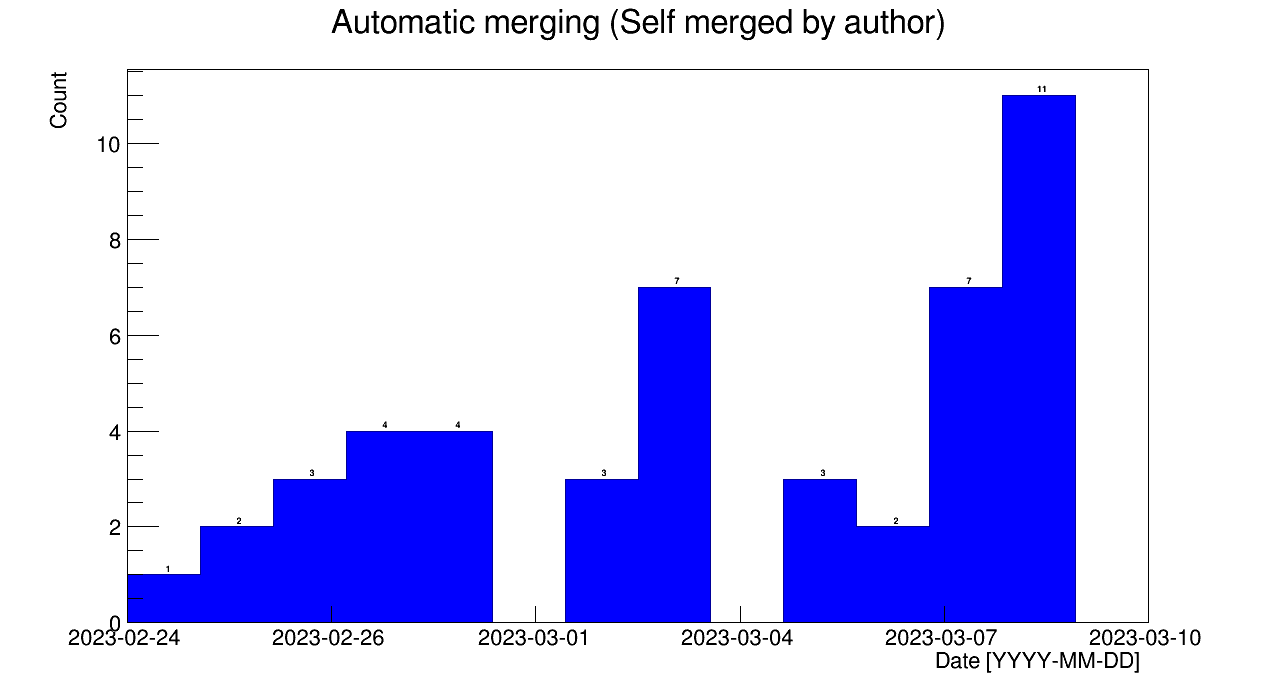 Automatic merging (Self merged by author)
Count
11
10
8
7 7
6
4 4
4
3 3 3
2 2
2
1
0
2023-02-24 2023-02-26 2023-03-01 2023-03-04 2023-03-07 2023-03-10
Date [YYYY-MM-DD]